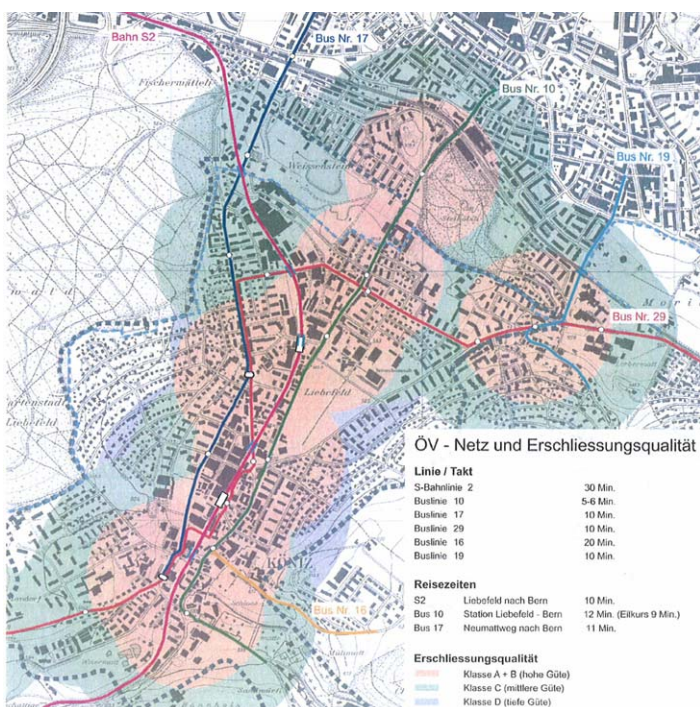 Bahn S2
Bus Nr. 17
Bus Nr. 10
Bus Nr. 19
Fischermätteli
Weissenstein
Bus Nr. 29
Liebefeld
Liebefeld
KÖNIZ
Bus Nr. 16
ÖV - Netz und Erschliessungsqualität
Linie / Takt
S-Bahnlinie 2 30 Min.
Buslinie 10 5-6 Min.
Buslinie 17 10 Min.
Buslinie 29 10 Min.
Buslinie 16 20 Min.
Buslinie 19 10 Min.
Reisezeiten
S2 Liebefeld nach Bern 10 Min.
Bus 10 Station Liebefeld - Bern 12 Min. (Eilkurs 9 Min.)
Bus 17 Neumattweg nach Bern 11 Min.
Erschliessungsqualität
Klasse A + B (hohe Güte)
Klasse C (mittlere Güte)
Klasse D (tiefe Güte)